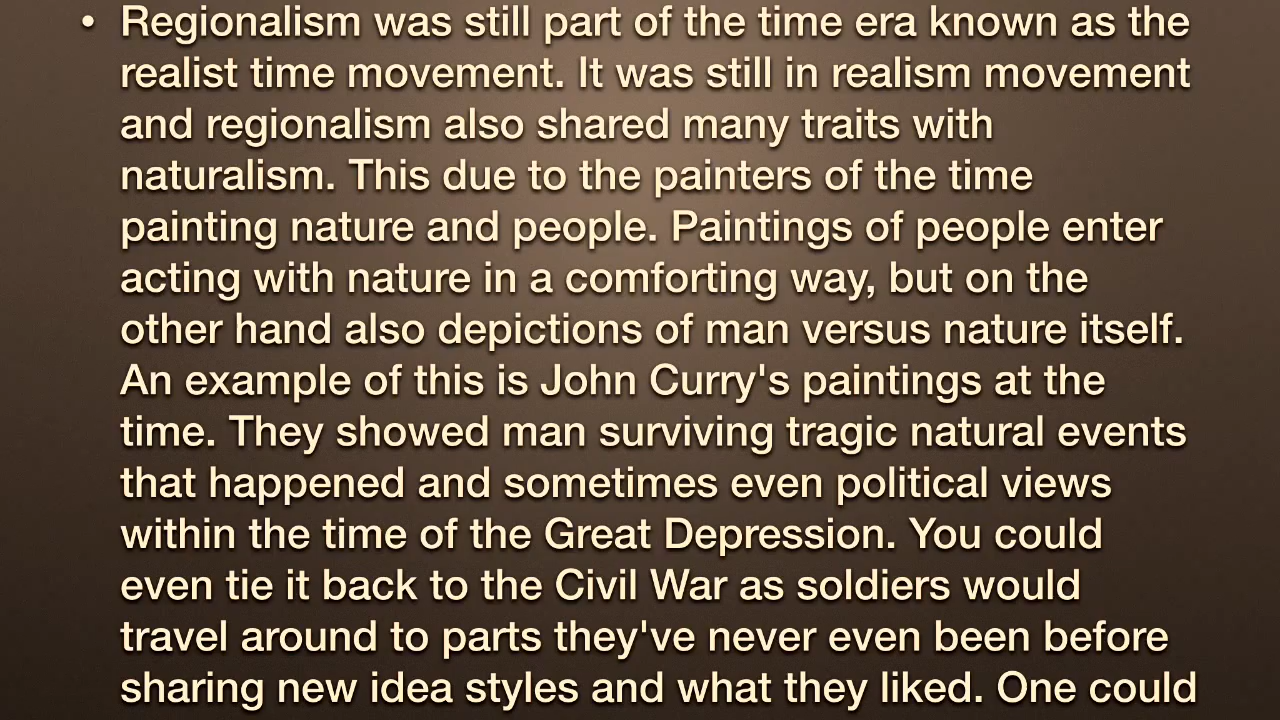 • Regionalism was still part of the time era known as the
realist time movement. It was still in realism movement
and regionalism also shared many traits with
naturalism. This due to the painters of the time
painting nature and people. Paintings of people enter
acting with nature in a comforting way, but on the
other hand also depictions of man versus nature itself.
An example of this is John Curry's paintings at the
time. They showed man surviving tragic natural events
that happened and sometimes even political views
within the time of the Great Depression. You could
even tie it back to the Civil War as soldiers would
travel around to parts they've never even been before
sharing new idea styles and what they liked. One could